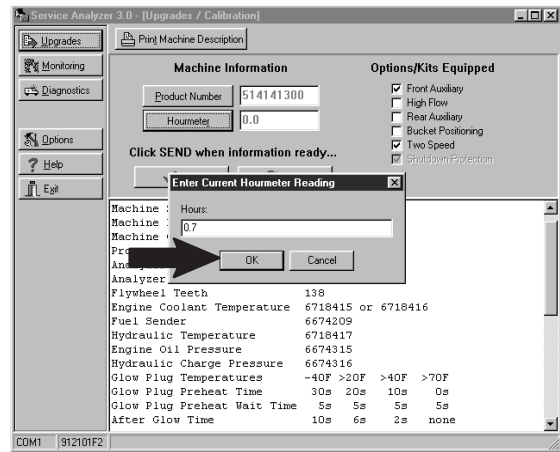 Service Analyzer 3.0 - [Upgrades / Calibration]
Upgrades
Print Machine Description
Monitoring
Diagnostics
Options
Help
Exit
Machine Information
Product Number
514141300
Hourmeter
0.0
Click SEND when information ready...
Options/Kits Equipped
Front Auxiliary
High Flow
Rear Auxiliary
Bucket Positioning
Two Speed
Shutdown Protection
Enter Current Hourmeter Reading
Hours:
0.7
OK
Cancel
Machine
Machine
Machine
Analyzer
Flywheel Teeth 138
Engine Coolant Temperature 6718415 or 6718416
Fuel Sender 6674209
Hydraulic Temperature 6718417
Engine Oil Pressure 6674315
Hydraulic Charge Pressure 6674316
Glow Plug Temperatures -40F >20F >40F >70F
Glow Plug Preheat Time 30s 20s 10s 0s
Glow Plug Preheat Wait Time 5s 5s 5s 5s
After Glow Time 10s 6s 2s none
COM1 912101F2